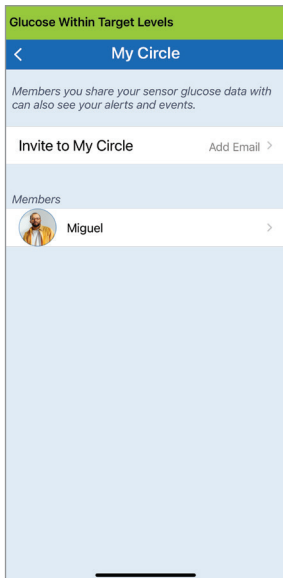 Glucose Within Target Levels
My Circle
Members you share your sensor glucose data with
can also see your alerts and events.
Invite to My Circle Add Email
Members
Miguel